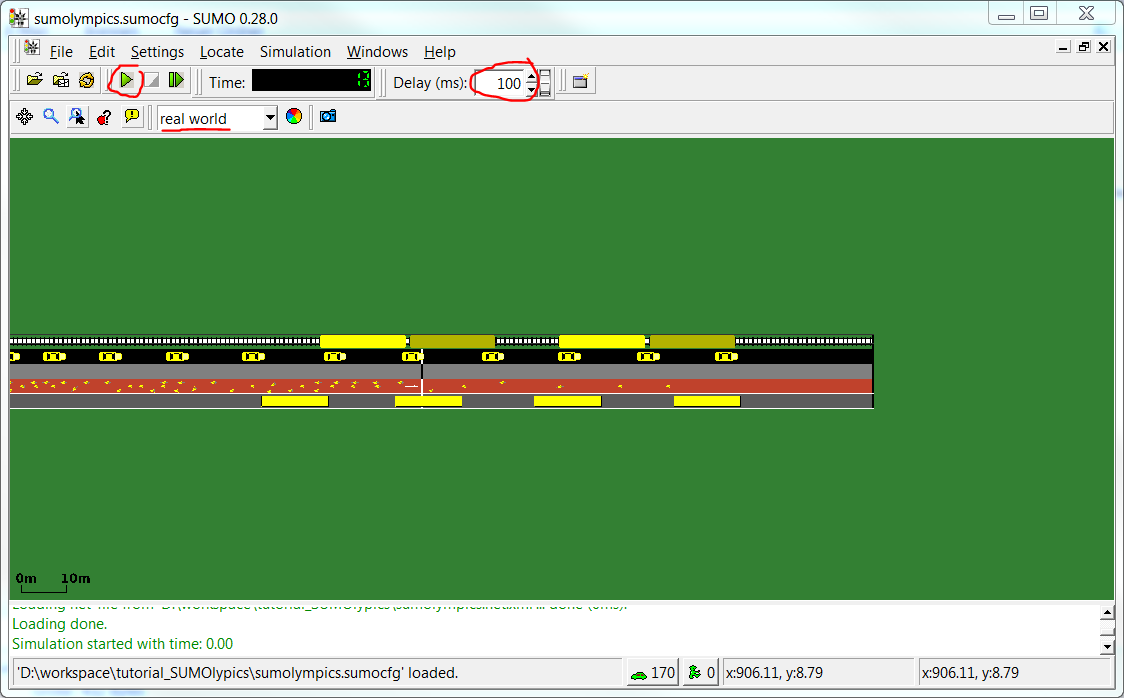 sumolympics.sumocfg - SUMO 0.28.0
File Edit Settings Locate Simulation Windows Help
Time: 13 Delay (ms): 100
real world
0m 10m
Loading done.
Simulation started with time: 0.00
'D:\workspace\tutorial_SUMOlypics\sumolympics.sumocfg' loaded. 170 0 x:906.11, y:8.79 x:906.11, y:8.79